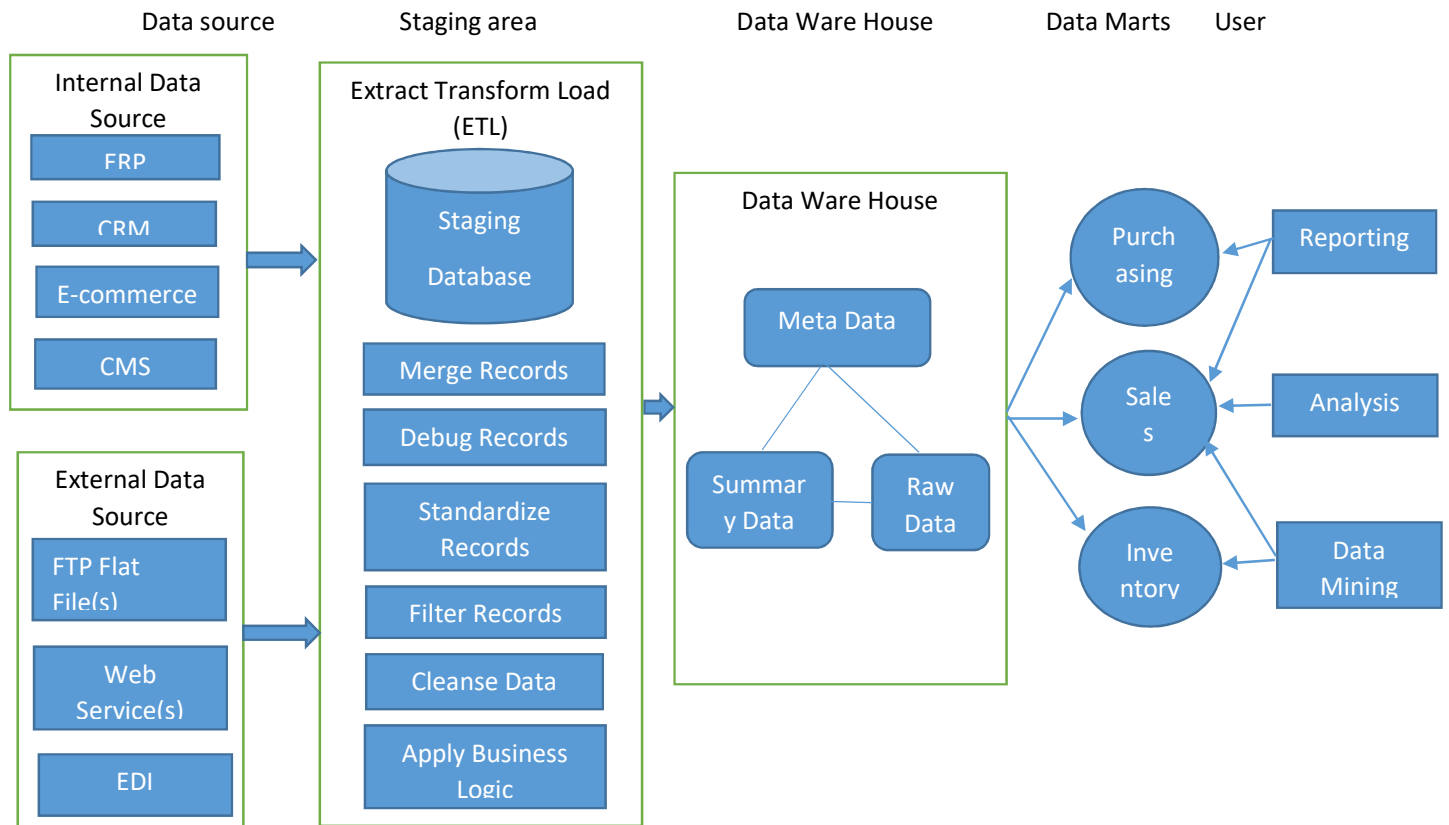 Data source
Staging area
Data Ware House
Data Marts
User
Internal Data
Source
ERP
CRM
E-commerce
CMS
External Data
Source
FTP Flat
File(s)
Web
Service(s)
EDI
Extract Transform Load
(ETL)
Staging
Database
Merge Records
Debug Records
Standardize
Records
Filter Records
Cleanse Data
Apply Business
Logic
Data Ware House
Meta Data
Summar
y Data
Raw
Data
Purch
asing
Sale
s
Inve
ntory
Reporting
Analysis
Data
Mining